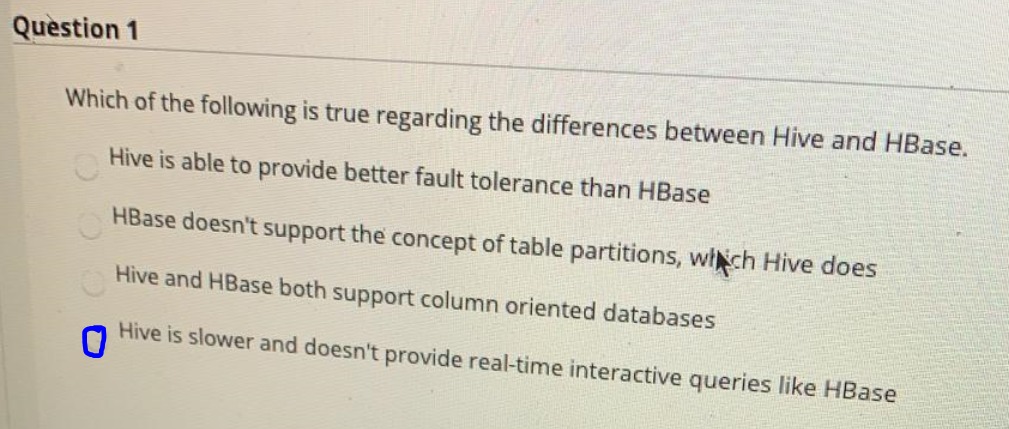 Question 1
Which of the following is true regarding the differences between Hive and HBase.
Hive is able to provide better fault tolerance than HBase
HBase doesn't support the concept of table partitions, which Hive does
Hive and HBase both support column oriented databases
Hive is slower and doesn't provide real-time interactive queries like HBase